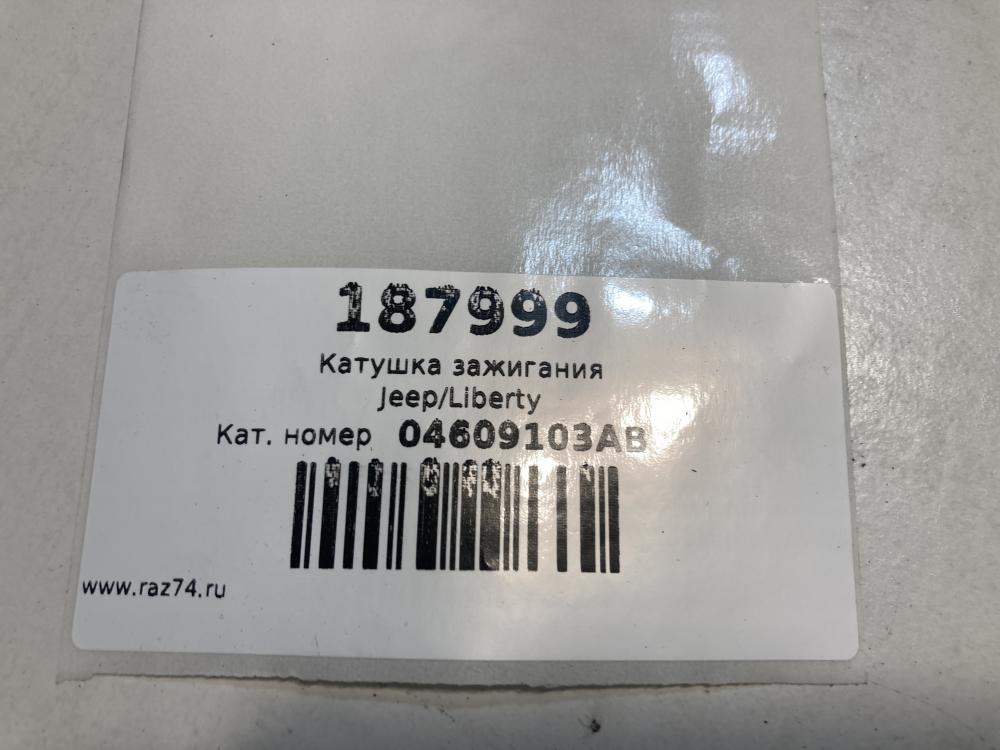 187999
Катушка зажигания
Jeep/Liberty
Кат. номер 04609103AB
www.raz74.ru